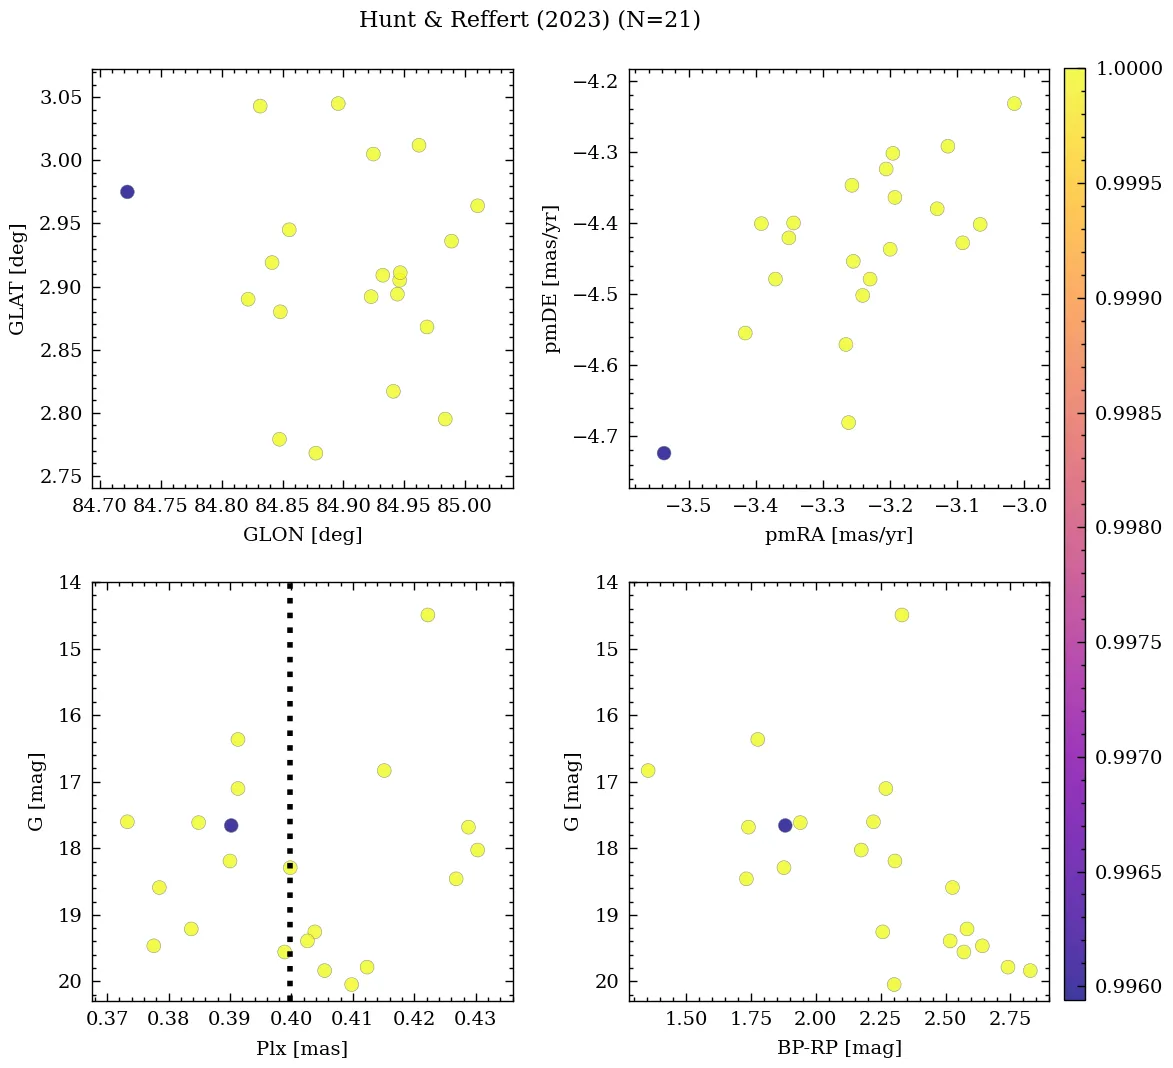 Hunt & Reffert (2023) (N=21)
3.05
3.00
2.95
2.90
2.85
2.80
2.75
GLAT [deg]
84.70 84.75 84.80 84.85 84.90 84.95 85.00
GLON [deg]
−4.2
−4.3
−4.4
−4.5
−4.6
−4.7
pmDE [mas/yr]
−3.5 −3.4 −3.3 −3.2 −3.1 −3.0
pmRA [mas/yr]
14
15
16
17
18
19
20
G [mag]
0.37 0.38 0.39 0.40 0.41 0.42 0.43
Plx [mas]
14
15
16
17
18
19
20
G [mag]
1.50 1.75 2.00 2.25 2.50 2.75
BP-RP [mag]
1.0000
0.9995
0.9990
0.9985
0.9980
0.9975
0.9970
0.9965
0.9960